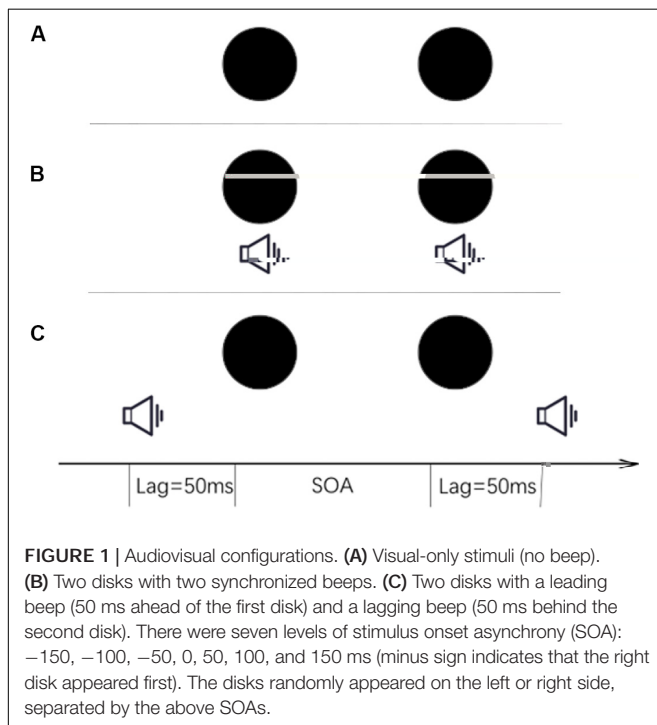 A
B
C
Lag=50ms SOA Lag=50ms
FIGURE 1 | Audiovisual configurations. (A) Visual-only stimuli (no beep).
(B) Two disks with two synchronized beeps. (C) Two disks with a leading
beep (50 ms ahead of the first disk) and a lagging beep (50 ms behind the
second disk). There were seven levels of stimulus onset asynchrony (SOA):
−150, −100, −50, 0, 50, 100, and 150 ms (minus sign indicates that the right
disk appeared first). The disks randomly appeared on the left or right side,
separated by the above SOAs.